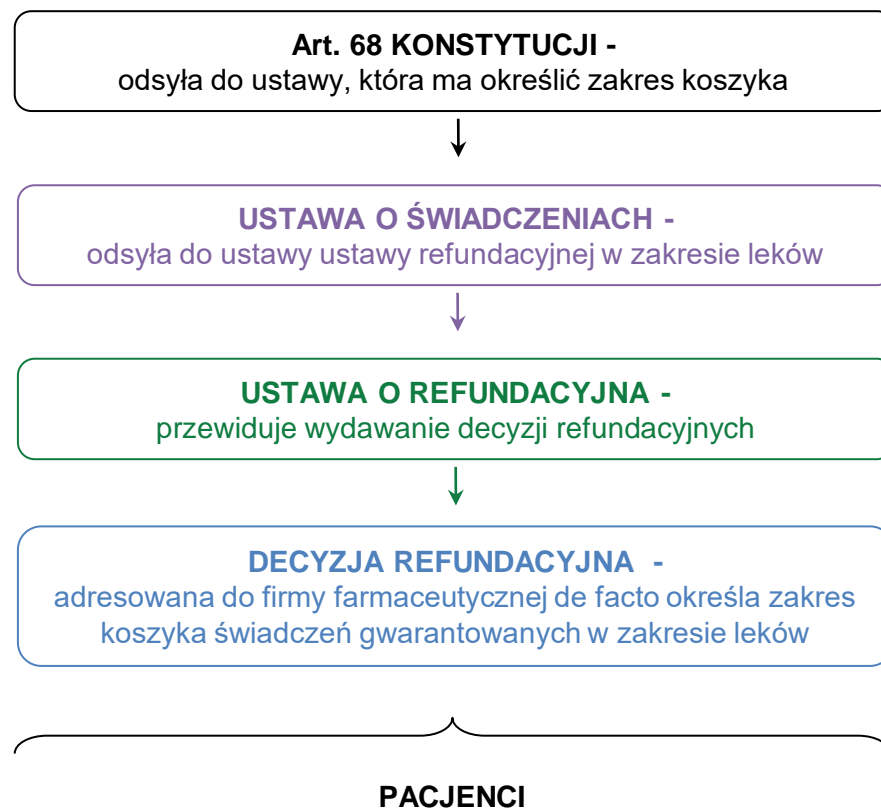 Art. 68 KONSTYTUCJI -
odsyła do ustawy, która ma określić zakres koszyka
USTAWA O ŚWIADCZENIACH -
odsyła do ustawy ustawy refundacyjnej w zakresie leków
USTAWA O REFUNDACYJNA -
przewiduje wydawanie decyzji refundacyjnych
DECYZJA REFUNDACYJNA -
adresowana do firmy farmaceutycznej de facto określa zakres
koszyka świadczeń gwarantowanych w zakresie leków
PACJENCI